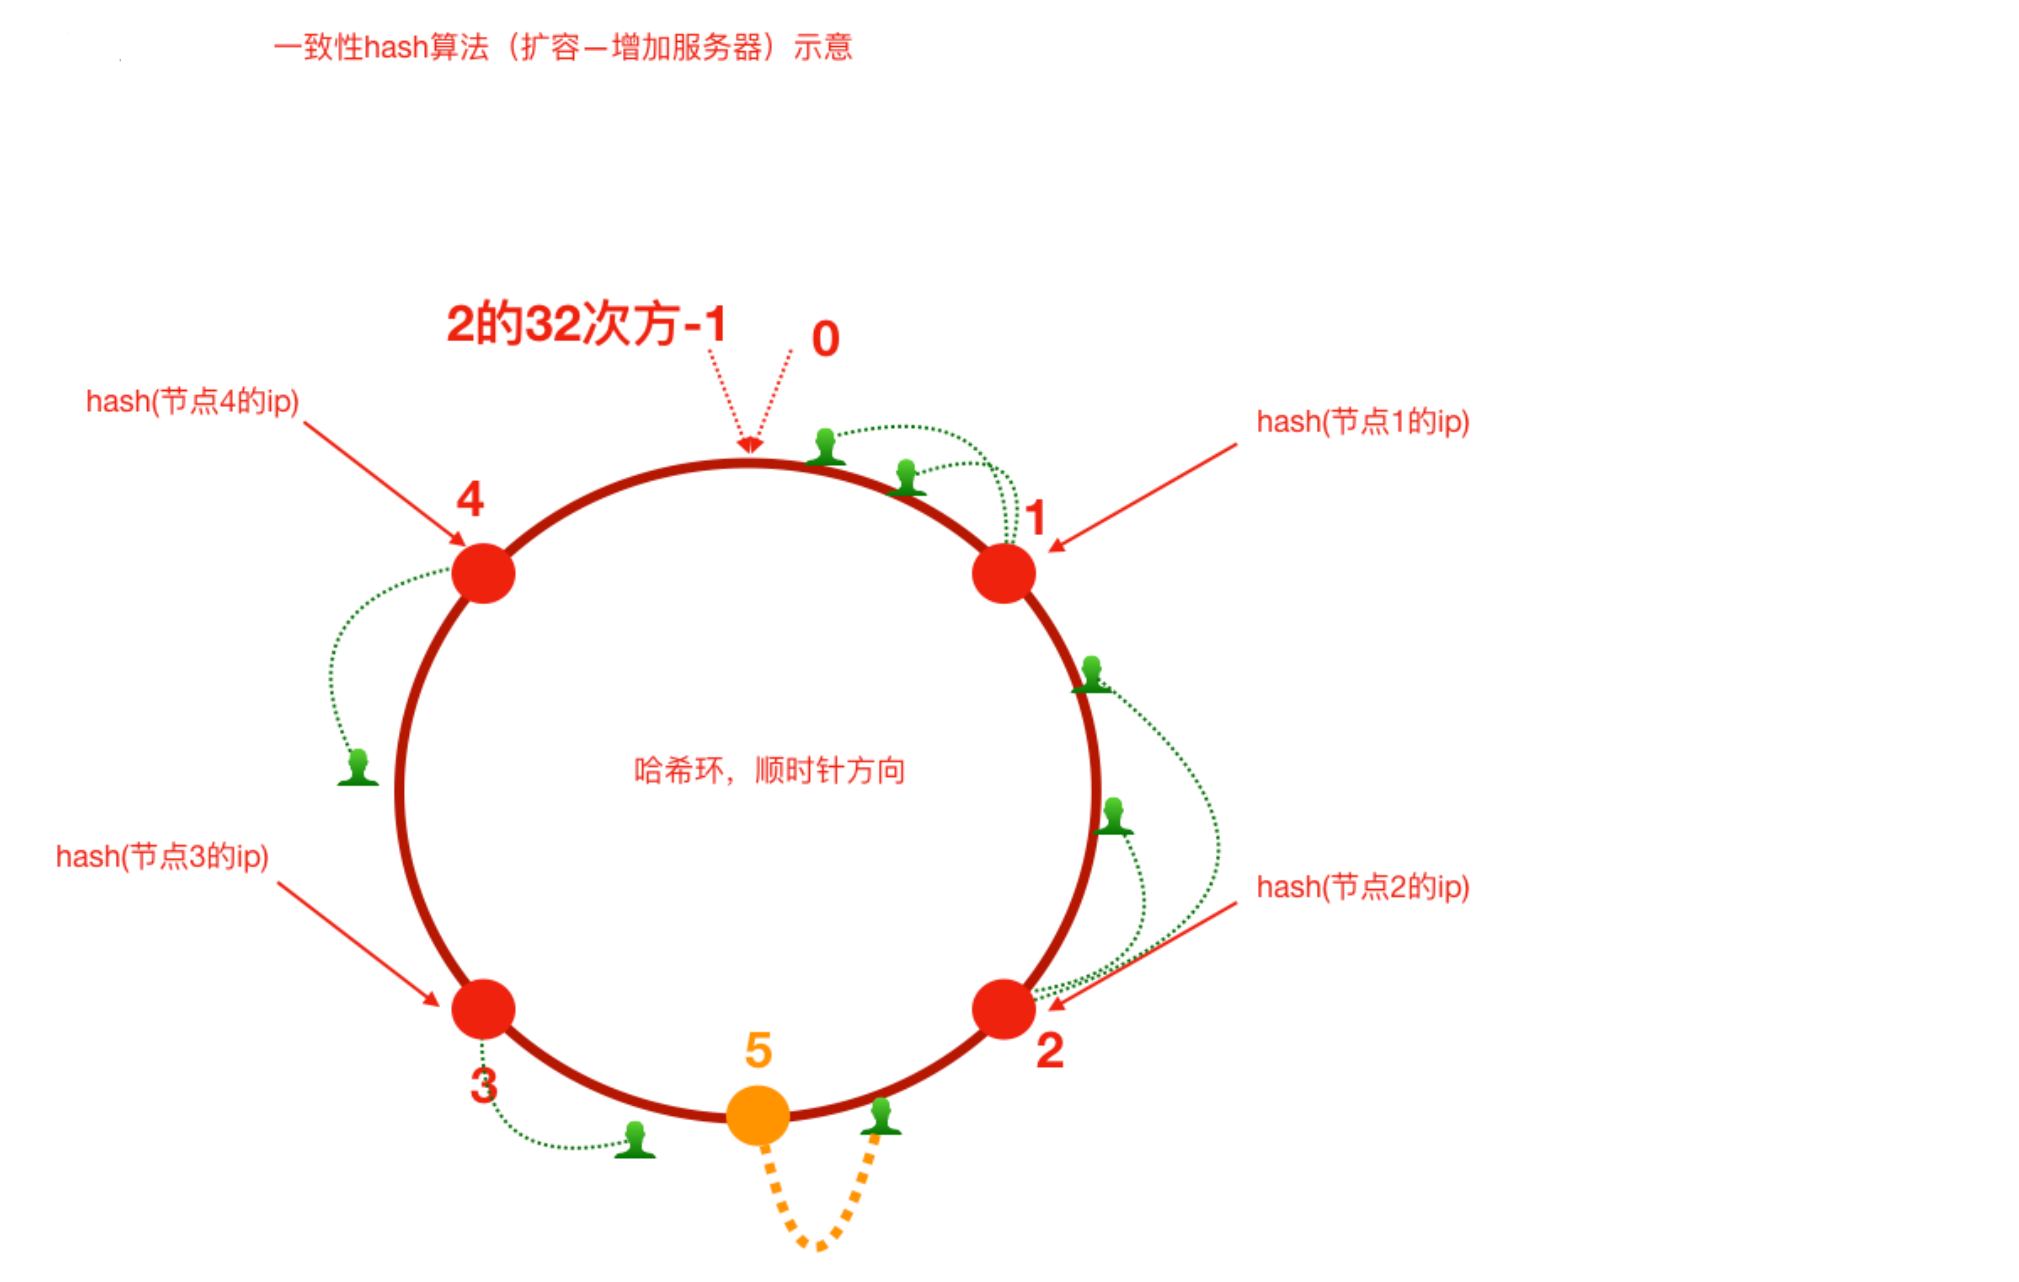 一致性hash算法（扩容—增加服务器）示意
2的32次方-1
0
hash(节点4的ip)
hash(节点1的ip)
4
1
哈希环，顺时针方向
hash(节点3的ip)
hash(节点2的ip)
5
2
3